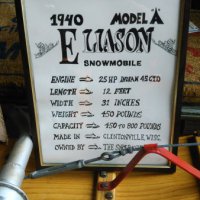 1940 MODEL A
ELIASON
SNOWMOBILE
ENGINE 25 HP INDIAN 45 CID
LENGTH 12 FEET
WIDTH 31 INCHES
WEIGHT 450 POUNDS
CAPACITY 450 TO 800 POUNDS
MADE IN CLINTONVILLE, WISC.
OWNED BY THE